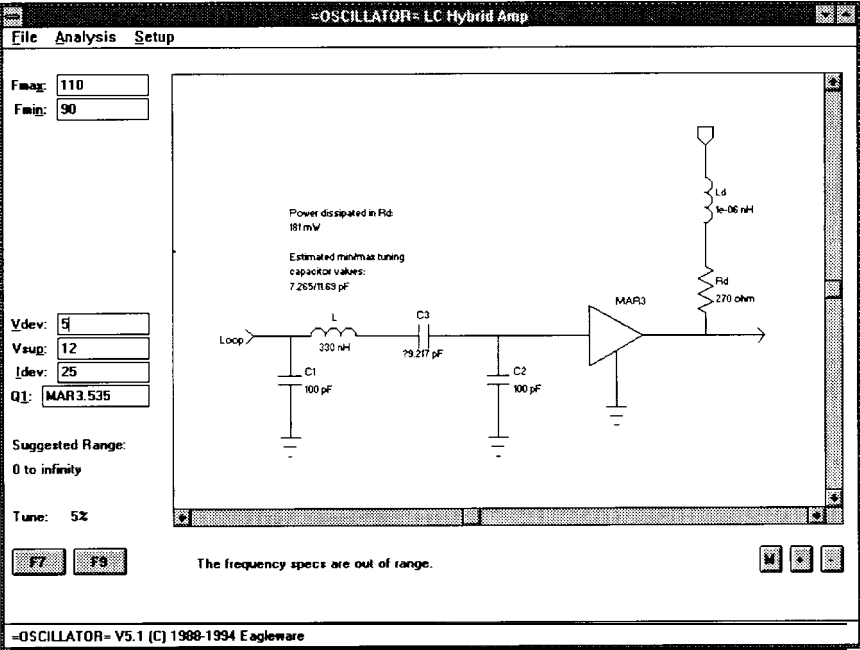 =OSCILLATOR= LC Hybrid Amp
File Analysis Setup
Fmax: 110
Fmin: 90
Power dissipated in Rd:
181 mW
Estimated min/max tuning
capacitor values:
7.265/11.69 pF
Ld
1e-06 nH
Rd
270 ohm
MAR3
Loop
L
330 nH
C3
?9.217 pF
C1
100 pF
C2
100 pF
Vdev: 5
Vsup: 12
Idev: 25
Q1: MAR3.535
Suggested Range:
0 to infinity
Tune: 5%
F7 F9
The frequency specs are out of range.
M + -
=OSCILLATOR= V5.1 (C) 1988-1994 Eagleware